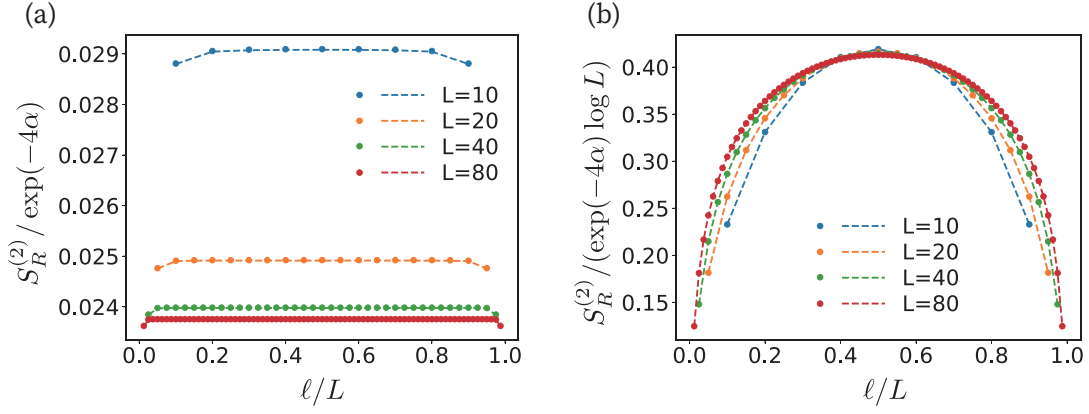 (a)
0.029
0.028
0.027
0.026
0.025
0.024
S_R^{(2)}/exp(−4α)
L=10
L=20
L=40
L=80
0.0 0.2 0.4 0.6 0.8 1.0
ℓ/L
(b)
0.40
0.35
0.30
0.25
0.20
0.15
S_R^{(2)}/(exp(−4α) log L)
L=10
L=20
L=40
L=80
0.0 0.2 0.4 0.6 0.8 1.0
ℓ/L